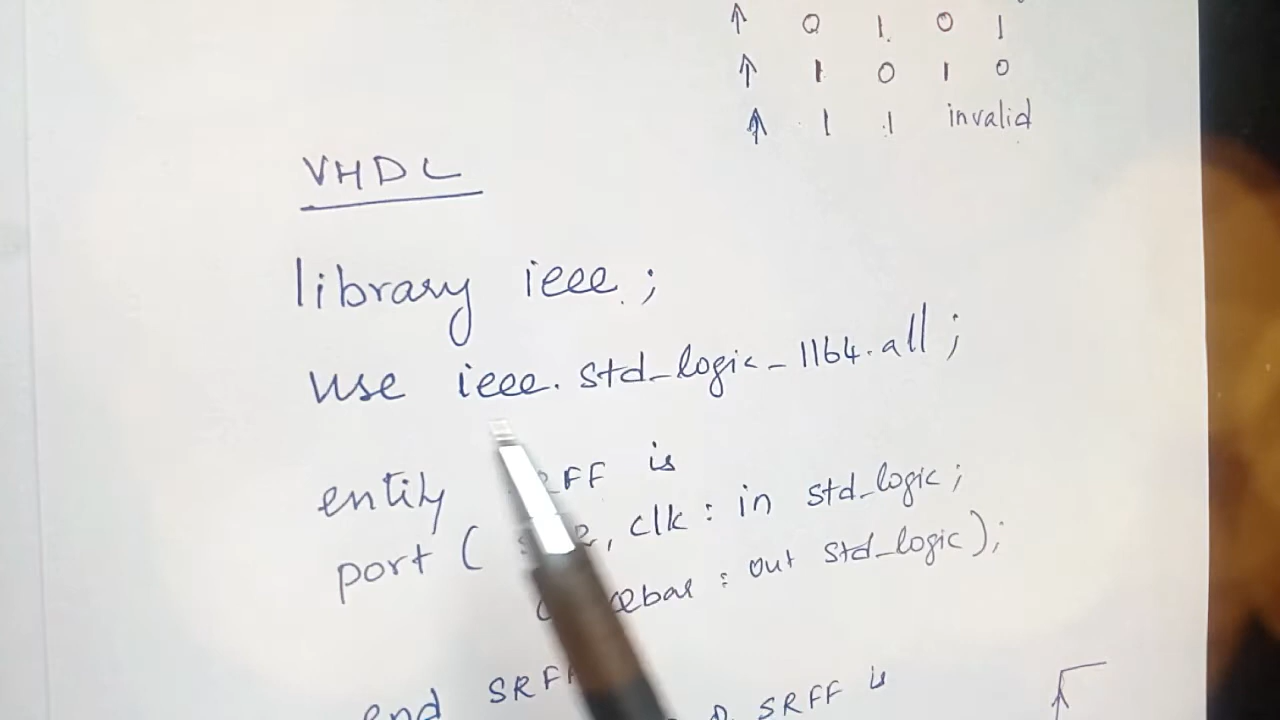 ↑ 0 1 0 1
↑ 1 0 1 0
↑ 1 1 invalid
VHDL
library ieee;
use ieee.std_logic_1164.all;
entity is
port ( , clk : in std_logic;
Qbar : out std_logic);
end SRFF
SRFF is